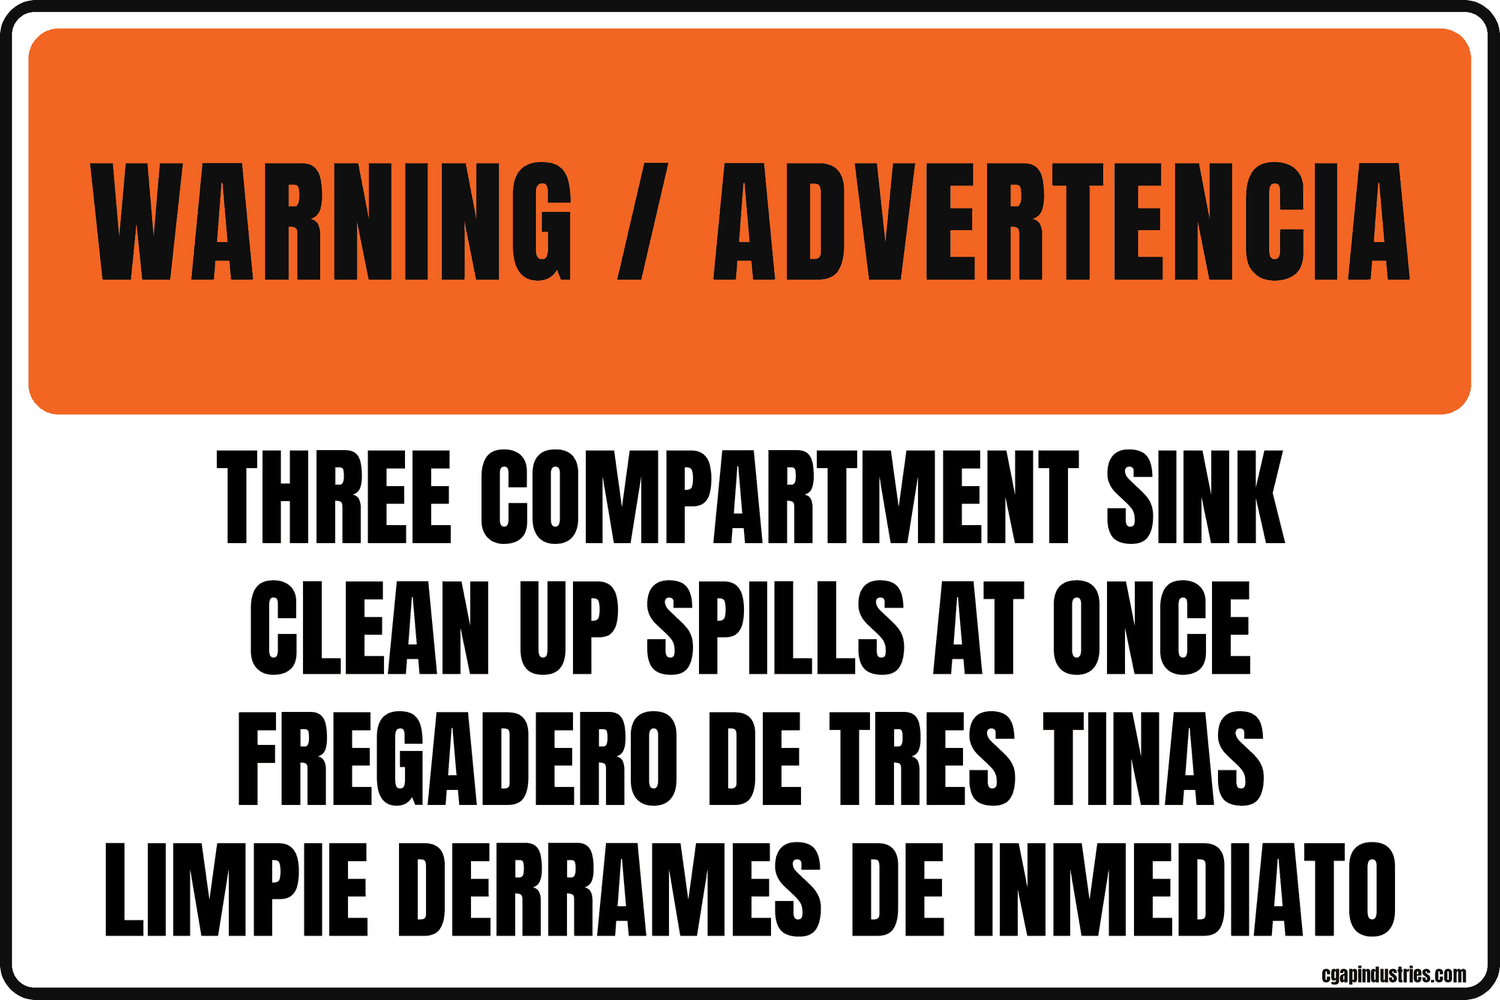 WARNING / ADVERTENCIA
THREE COMPARTMENT SINK
CLEAN UP SPILLS AT ONCE
FREGADERO DE TRES TINAS
LIMPIE DERRAMES DE INMEDIATO
cgapindustries.com